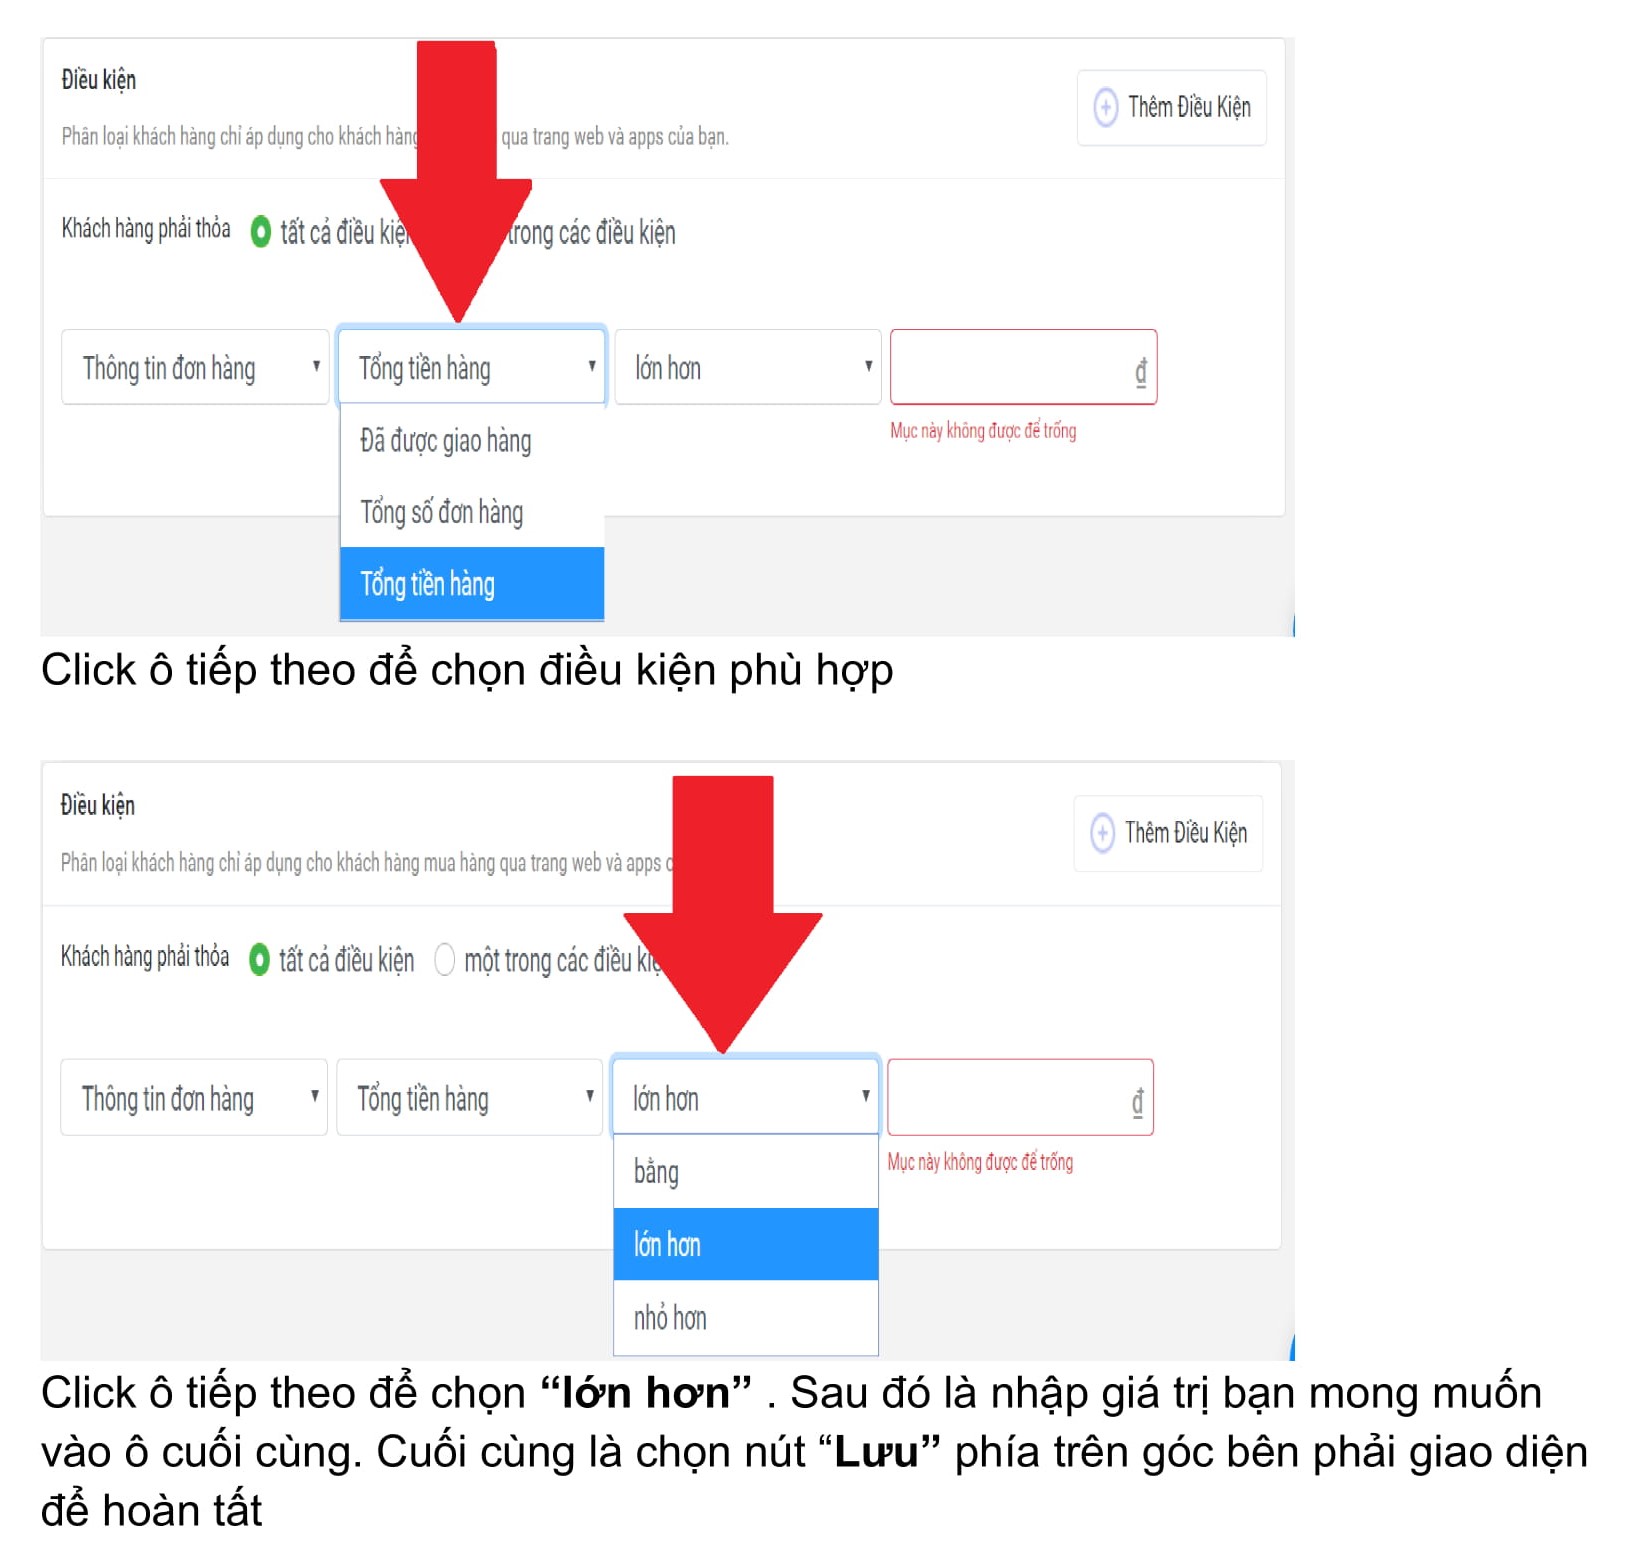 Điều kiện
Thêm Điều Kiện
Phân loại khách hàng chỉ áp dụng cho khách hàng qua trang web và apps của bạn.
Khách hàng phải thỏa tất cả điều kiện trong các điều kiện
Thông tin đơn hàng Tổng tiền hàng lớn hơn đ
Mục này không được để trống
Đã được giao hàng
Tổng số đơn hàng
Tổng tiền hàng
Click ô tiếp theo để chọn điều kiện phù hợp
Điều kiện
Thêm Điều Kiện
Phân loại khách hàng chỉ áp dụng cho khách hàng mua hàng qua trang web và apps
Khách hàng phải thỏa tất cả điều kiện một trong các điều kiện
Thông tin đơn hàng Tổng tiền hàng lớn hơn đ
Mục này không được để trống
bằng
lớn hơn
nhỏ hơn
Click ô tiếp theo để chọn “lớn hơn” . Sau đó là nhập giá trị bạn mong muốn
vào ô cuối cùng. Cuối cùng là chọn nút “Lưu” phía trên góc bên phải giao diện
để hoàn tất